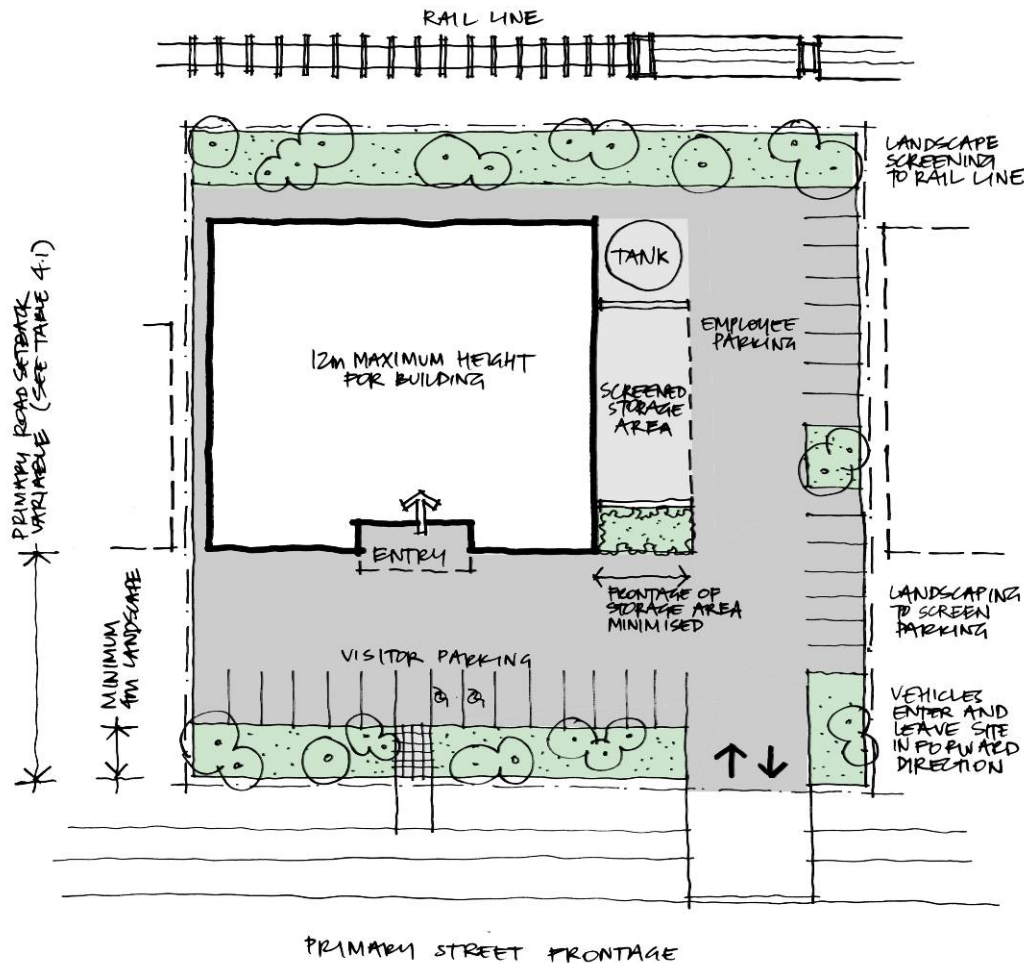 RAIL LINE
LANDSCAPE
SCREENING
TO RAIL LINE
TANK
EMPLOYEE
PARKING
12m MAXIMUM HEIGHT
FOR BUILDING
SCREENED
STORAGE
AREA
PRIMARY ROAD SETBACK
VARIABLE (SEE TABLE 4.1)
ENTRY
FRONTAGE OF
STORAGE AREA
MINIMISED
LANDSCAPING
TO SCREEN
PARKING
MINIMUM
4m LANDSCAPE
VISITOR PARKING
VEHICLES
ENTER AND
LEAVE SITE
IN FORWARD
DIRECTION
PRIMARY STREET FRONTAGE